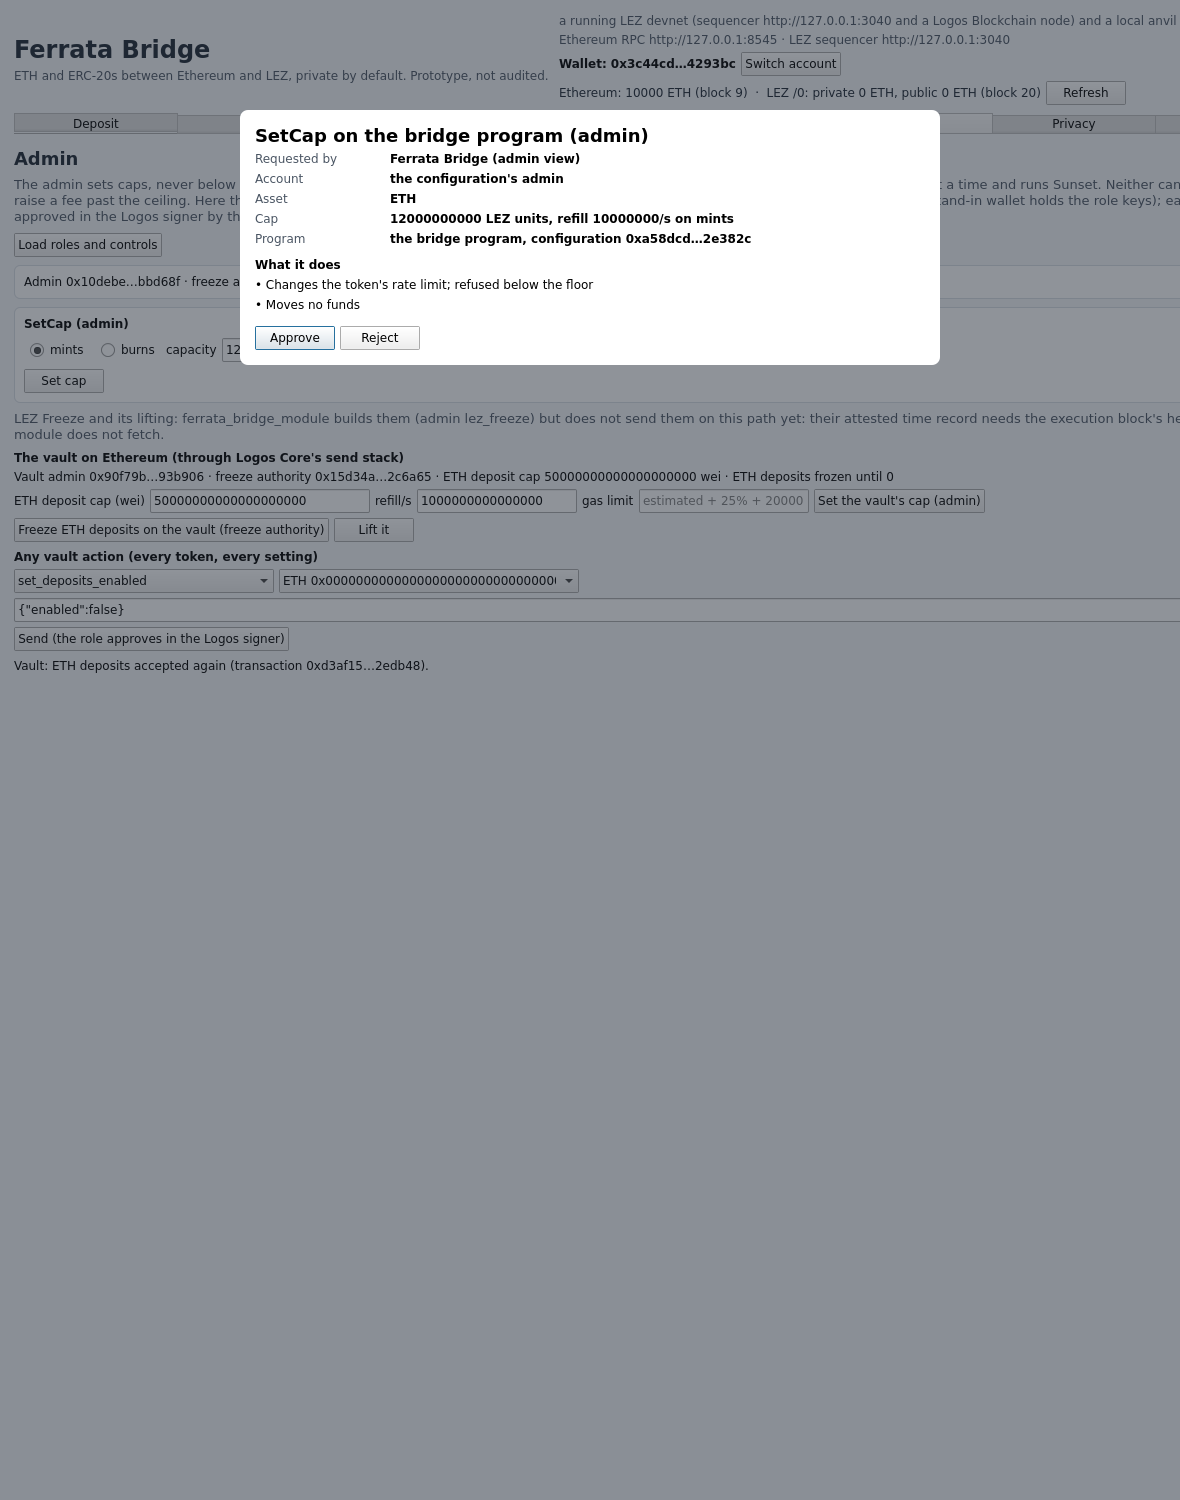 a running LEZ devnet (sequencer http://127.0.0.1:3040 and a Logos Blockchain node) and a local anvil
Ferrata Bridge
Ethereum RPC http://127.0.0.1:8545 · LEZ sequencer http://127.0.0.1:3040
ETH and ERC-20s between Ethereum and LEZ, private by default. Prototype, not audited.
Wallet: 0x3c44cd…4293bc Switch account
Ethereum: 10000 ETH (block 9) · LEZ /0: private 0 ETH, public 0 ETH (block 20) Refresh
Deposit Privacy
SetCap on the bridge program (admin)
Requested by Ferrata Bridge (admin view)
Account the configuration's admin
Asset ETH
Cap 12000000000 LEZ units, refill 10000000/s on mints
Program the bridge program, configuration 0xa58dcd…2e382c
What it does
• Changes the token's rate limit; refused below the floor
• Moves no funds
Approve Reject
Admin
The admin sets caps, never below t a time and runs Sunset. Neither can
raise a fee past the ceiling. Here th and-in wallet holds the role keys); ea
approved in the Logos signer by th
Load roles and controls
Admin 0x10debe…bbd68f · freeze a
SetCap (admin)
mints burns capacity 12
Set cap
LEZ Freeze and its lifting: ferrata_bridge_module builds them (admin lez_freeze) but does not send them on this path yet: their attested time record needs the execution block's he
module does not fetch.
The vault on Ethereum (through Logos Core's send stack)
Vault admin 0x90f79b…93b906 · freeze authority 0x15d34a…2c6a65 · ETH deposit cap 50000000000000000000 wei · ETH deposits frozen until 0
ETH deposit cap (wei) 50000000000000000000 refill/s 1000000000000000 gas limit estimated + 25% + 20000 Set the vault's cap (admin)
Freeze ETH deposits on the vault (freeze authority) Lift it
Any vault action (every token, every setting)
set_deposits_enabled ETH 0x00000000000000000000000000000000
{"enabled":false}
Send (the role approves in the Logos signer)
Vault: ETH deposits accepted again (transaction 0xd3af15…2edb48).